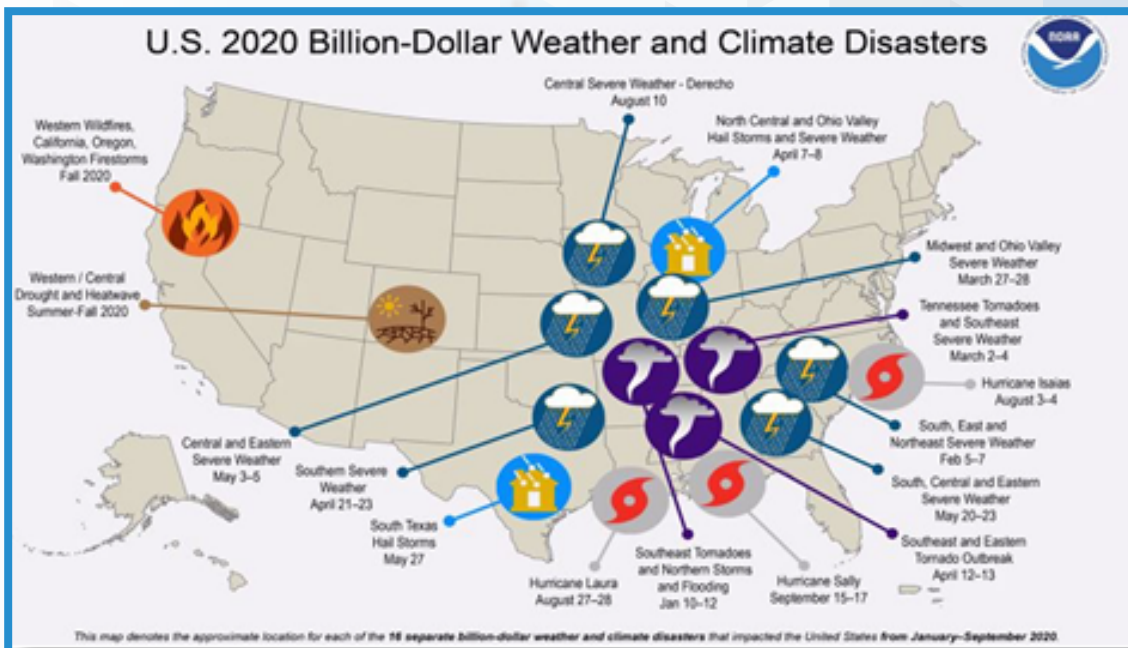 U.S. 2020 Billion-Dollar Weather and Climate Disasters
NOAA
Central Severe Weather - Derecho
August 10
North Central and Ohio Valley
Hail Storms and Severe Weather
April 7–8
Western Wildfires,
California, Oregon,
Washington Firestorms
Fall 2020
Midwest and Ohio Valley
Severe Weather
March 27–28
Western / Central
Drought and Heatwave
Summer-Fall 2020
Tennessee Tornadoes
and Southeast
Severe Weather
March 2–4
Hurricane Isaias
August 3–4
Central and Eastern
Severe Weather
May 3–5
Southern Severe
Weather
April 21–23
South, East and
Northeast Severe Weather
Feb 5–7
South, Central and Eastern
Severe Weather
May 20–23
South Texas
Hail Storms
May 27
Hurricane Laura
August 27–28
Southeast Tornadoes
and Northern Storms
and Flooding
Jan 10–12
Hurricane Sally
September 15–17
Southeast and Eastern
Tornado Outbreak
April 12–13
This map denotes the approximate location for each of the 16 separate billion-dollar weather and climate disasters that impacted the United States from January–September 2020.